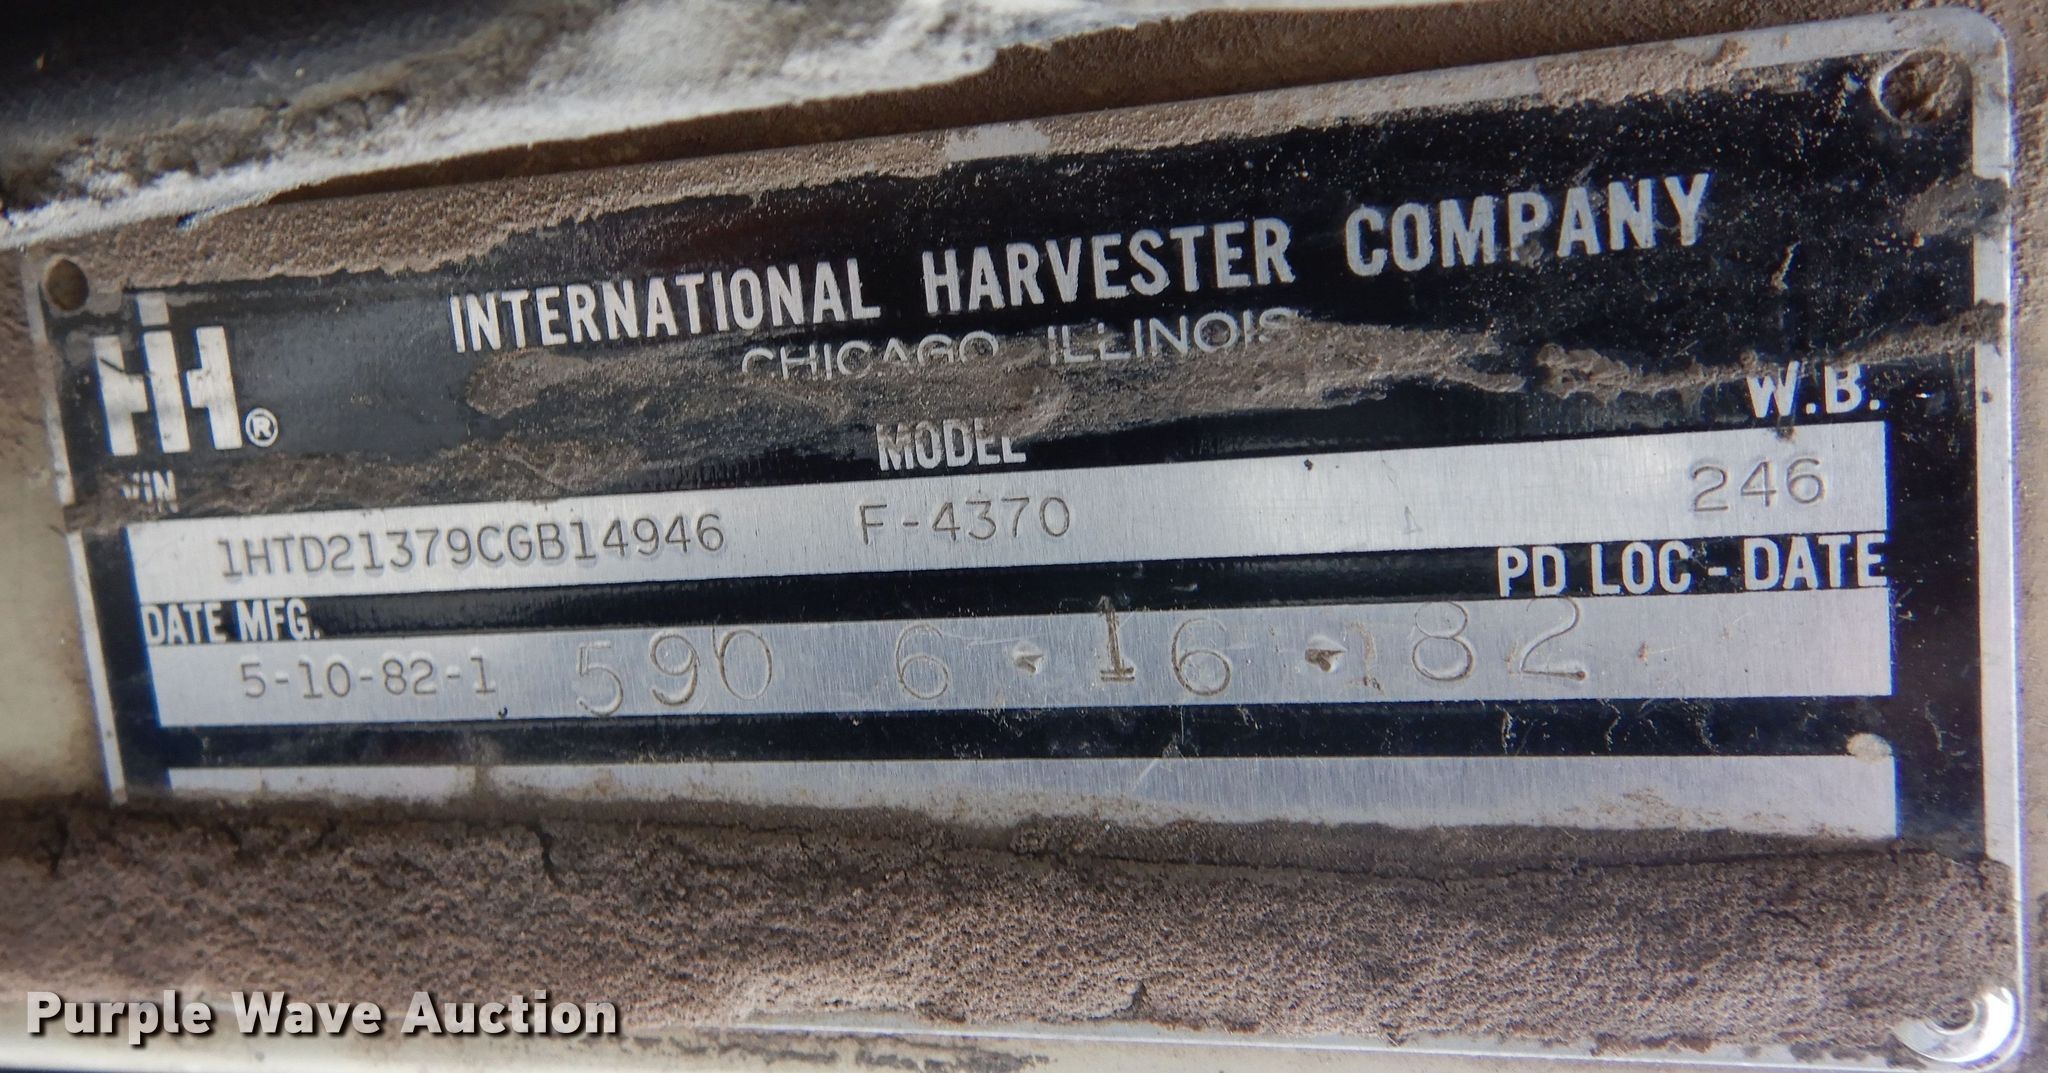 INTERNATIONAL HARVESTER COMPANY
CHICAGO ILLINOIS
IH®
VIN MODEL W.B.
1HTD21379CGB14946 F-4370 246
DATE MFG. PD LOC - DATE
5-10-82-1 590 6-16-82
Purple Wave Auction